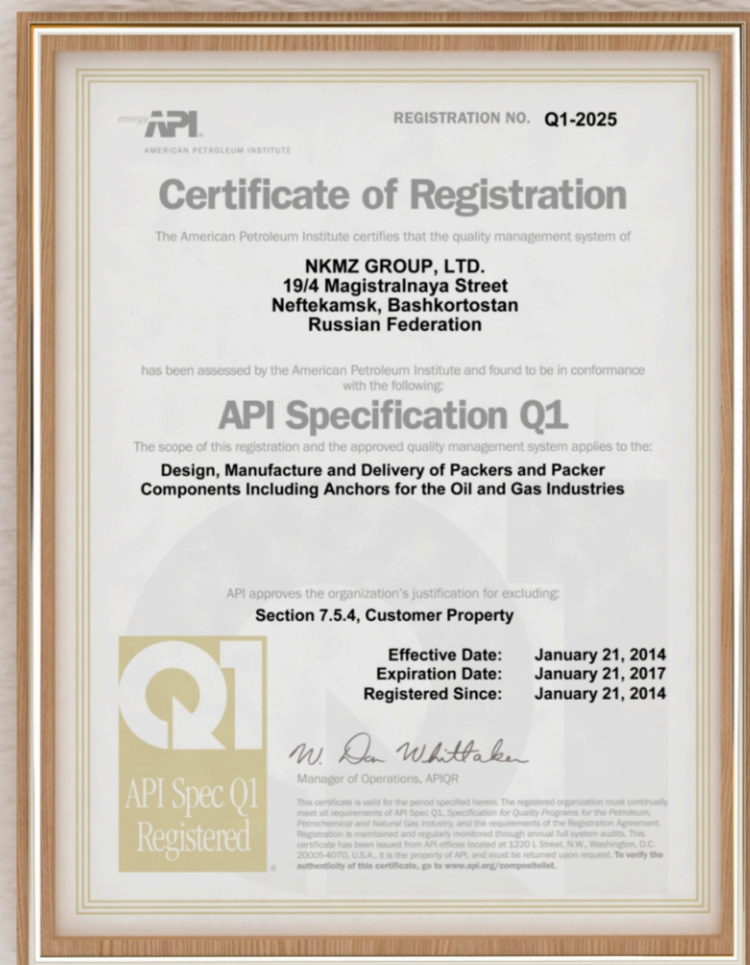 energy API
AMERICAN PETROLEUM INSTITUTE
REGISTRATION NO. Q1-2025
Certificate of Registration
The American Petroleum Institute certifies that the quality management system of
NKMZ GROUP, LTD.
19/4 Magistralnaya Street
Neftekamsk, Bashkortostan
Russian Federation
has been assessed by the American Petroleum Institute and found to be in conformance
with the following:
API Specification Q1
The scope of this registration and the approved quality management system applies to the:
Design, Manufacture and Delivery of Packers and Packer
Components Including Anchors for the Oil and Gas Industries
API approves the organization's justification for excluding:
Section 7.5.4, Customer Property
Effective Date: January 21, 2014
Expiration Date: January 21, 2017
Registered Since: January 21, 2014
W. Don Whittaker
Manager of Operations, APIQR
Q1
API Spec Q1
Registered
®
This certificate is valid for the period specified herein. The registered organization must continually
meet all requirements of API Spec Q1, Specification for Quality Programs for the Petroleum,
Petrochemical and Natural Gas Industry, and the requirements of the Registration Agreement.
Registration is maintained and regularly monitored through annual full system audits. This
certificate has been issued from API offices located at 1220 L Street, N.W., Washington, D.C.
20005-4070, U.S.A., it is the property of API, and must be returned upon request. To verify the
authenticity of this certificate, go to www.api.org/compositelist.